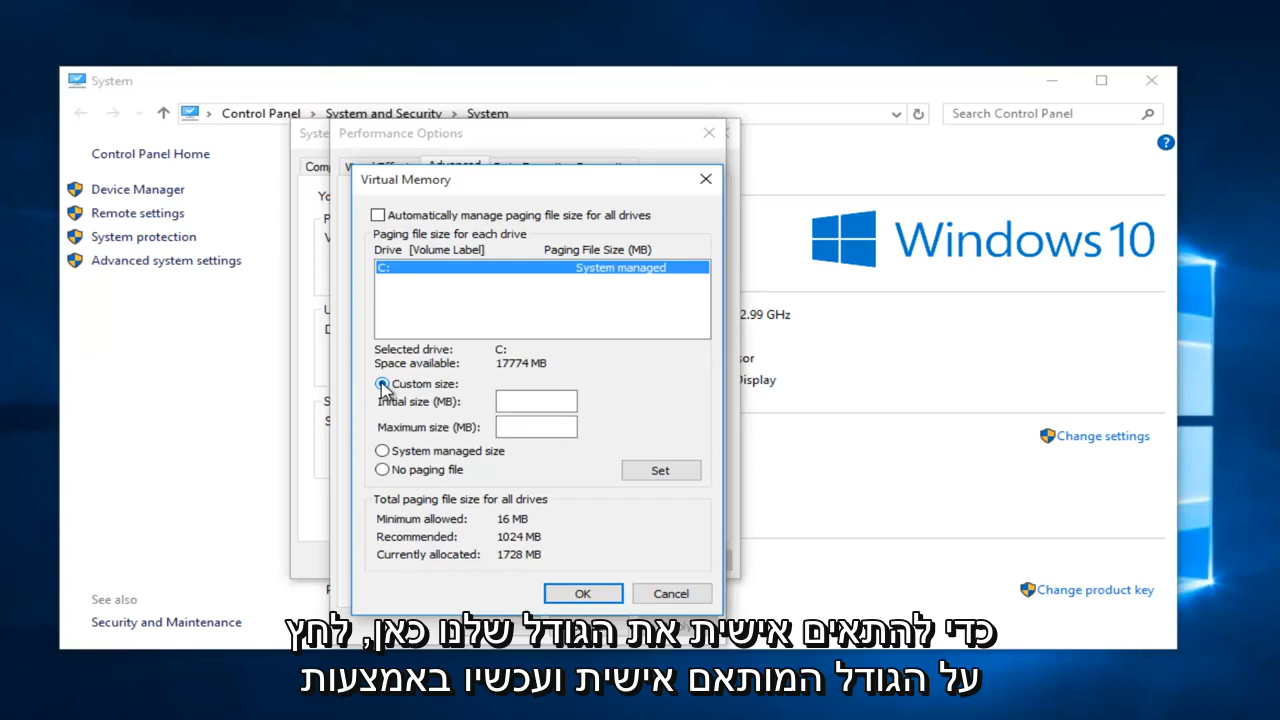 System
Control Panel > System and Security > System
Search Control Panel
Control Panel Home
Device Manager
Remote settings
System protection
Advanced system settings
See also
Security and Maintenance
Performance Options
Advanced
Virtual Memory
Automatically manage paging file size for all drives
Paging file size for each drive
Drive [Volume Label] Paging File Size (MB)
C: System managed
Selected drive: C:
Space available: 17774 MB
Custom size:
Initial size (MB):
Maximum size (MB):
System managed size
No paging file
Set
Total paging file size for all drives
Minimum allowed: 16 MB
Recommended: 1024 MB
Currently allocated: 1728 MB
OK Cancel
Windows 10
2.99 GHz
Change settings
Change product key
כדי להתאים אישית את הגודל שלנו כאן, לחץ
על הגודל המותאם אישית ועכשיו באמצעות